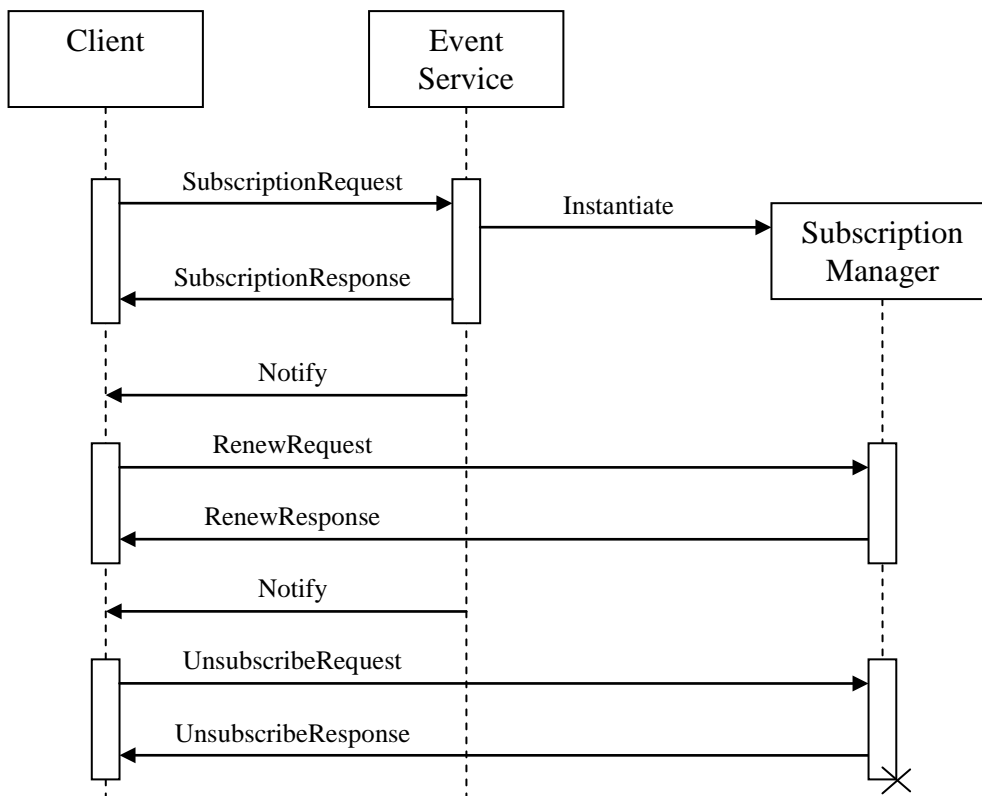 Client
Event
Service
SubscriptionRequest
Instantiate
Subscription
Manager
SubscriptionResponse
Notify
RenewRequest
RenewResponse
Notify
UnsubscribeRequest
UnsubscribeResponse